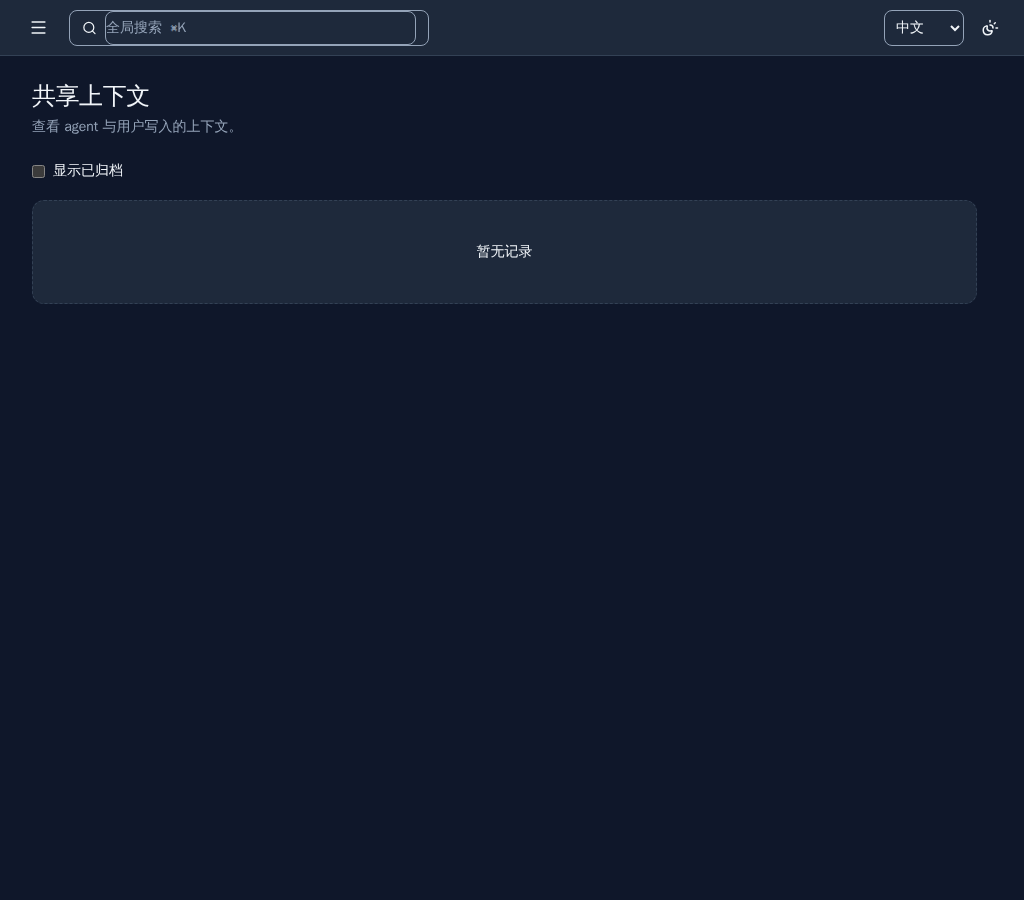 全局搜索 ⌘K
中文
共享上下文
查看 agent 与用户写入的上下文。
显示已归档
暂无记录